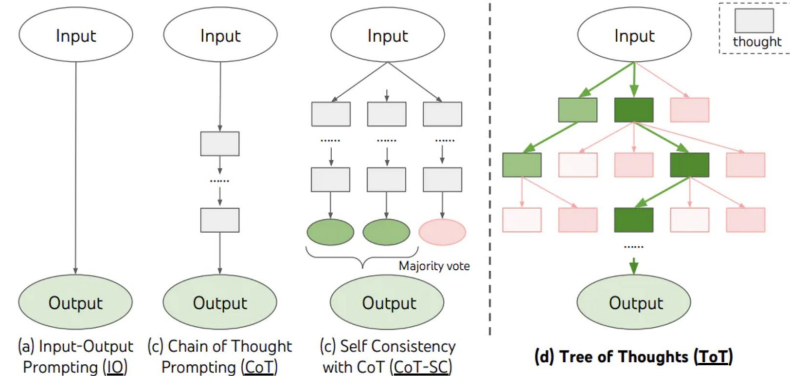 Input
Input
Input
Input
thought
......
......
......
......
......
......
Majority vote
Output
Output
Output
Output
(a) Input-Output
Prompting (IO)
(c) Chain of Thought
Prompting (CoT)
(c) Self Consistency
with CoT (CoT-SC)
(d) Tree of Thoughts (ToT)